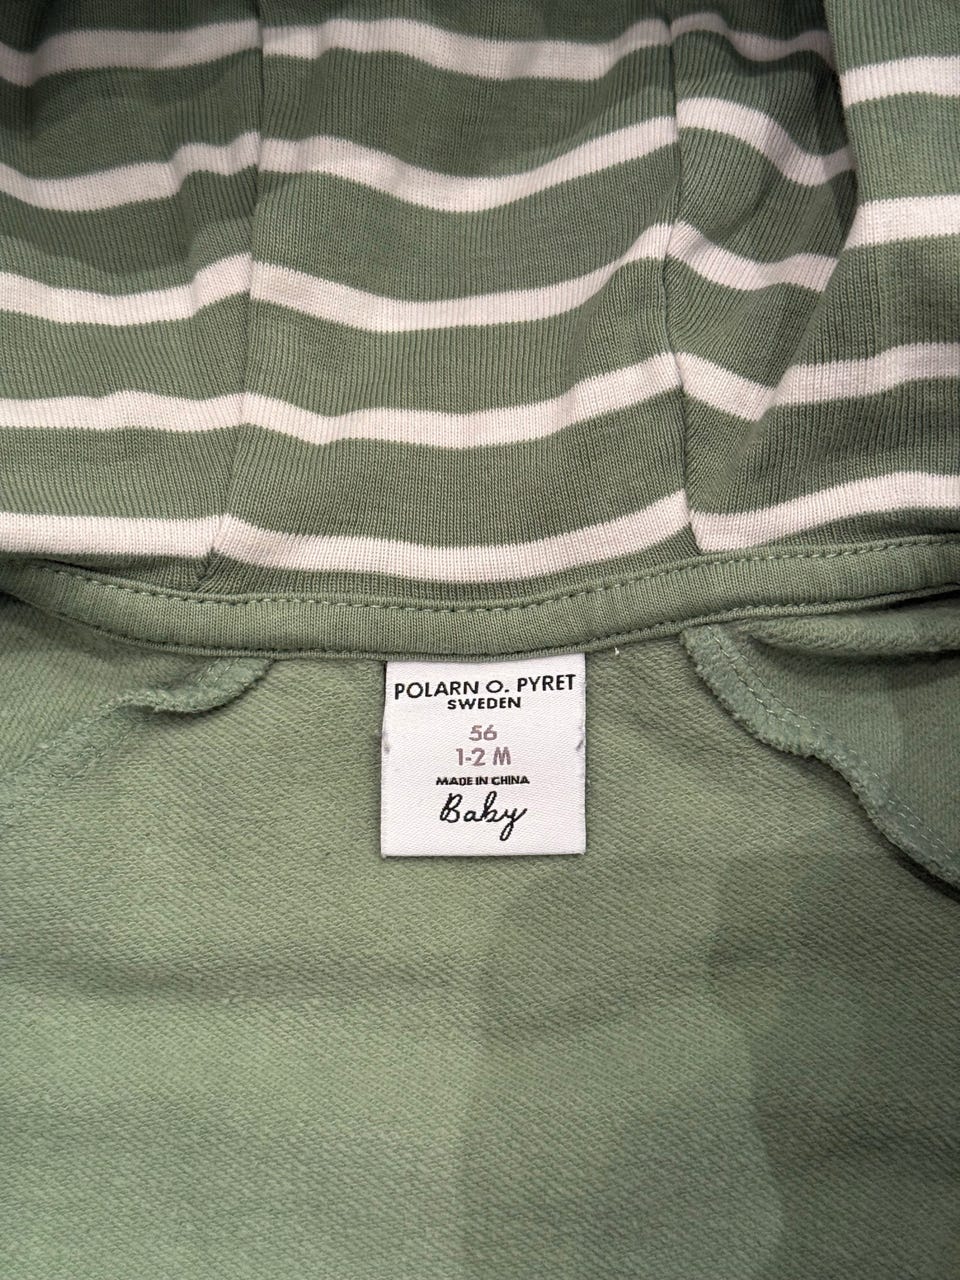 POLARN O. PYRET
SWEDEN
56
1-2 M
MADE IN CHINA
Baby